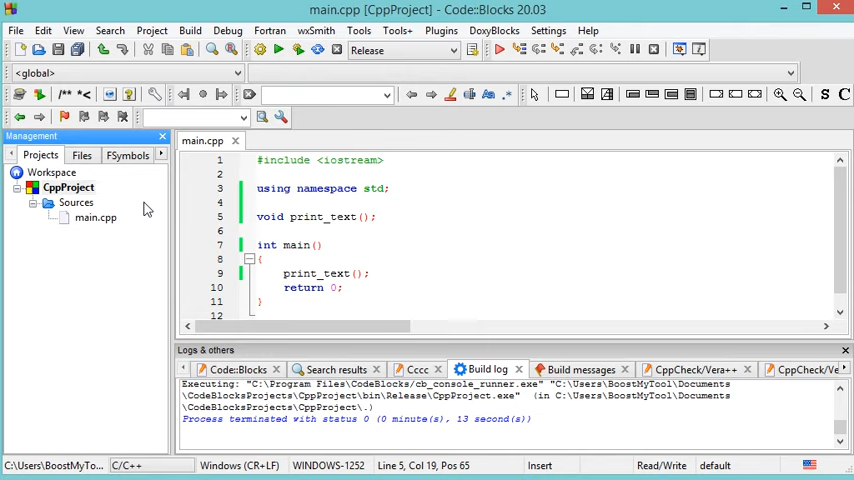 main.cpp [CppProject] - Code::Blocks 20.03
File Edit View Search Project Build Debug Fortran wxSmith Tools Tools+ Plugins DoxyBlocks Settings Help
Release
<global>
/** *<
S C
Management
Projects Files FSymbols
main.cpp
Workspace
CppProject
Sources
main.cpp
1 #include <iostream>
2
3 using namespace std;
4
5 void print_text();
6
7 int main()
8 {
9 print_text();
10 return 0;
11 }
12
Logs & others
Code::Blocks Search results Cccc Build log Build messages CppCheck/Vera++ CppCheck/Ve
Executing: "C:\Program Files\CodeBlocks/cb_console_runner.exe" "C:\Users\BoostMyTool\Documents
\CodeBlocksProjects\CppProject\bin\Release\CppProject.exe" (in C:\Users\BoostMyTool\Documents
\CodeBlocksProjects\CppProject\.)
Process terminated with status 0 (0 minute(s), 13 second(s))
C:\Users\BoostMyTo... C/C++ Windows (CR+LF) WINDOWS-1252 Line 5, Col 19, Pos 65 Insert Read/Write default